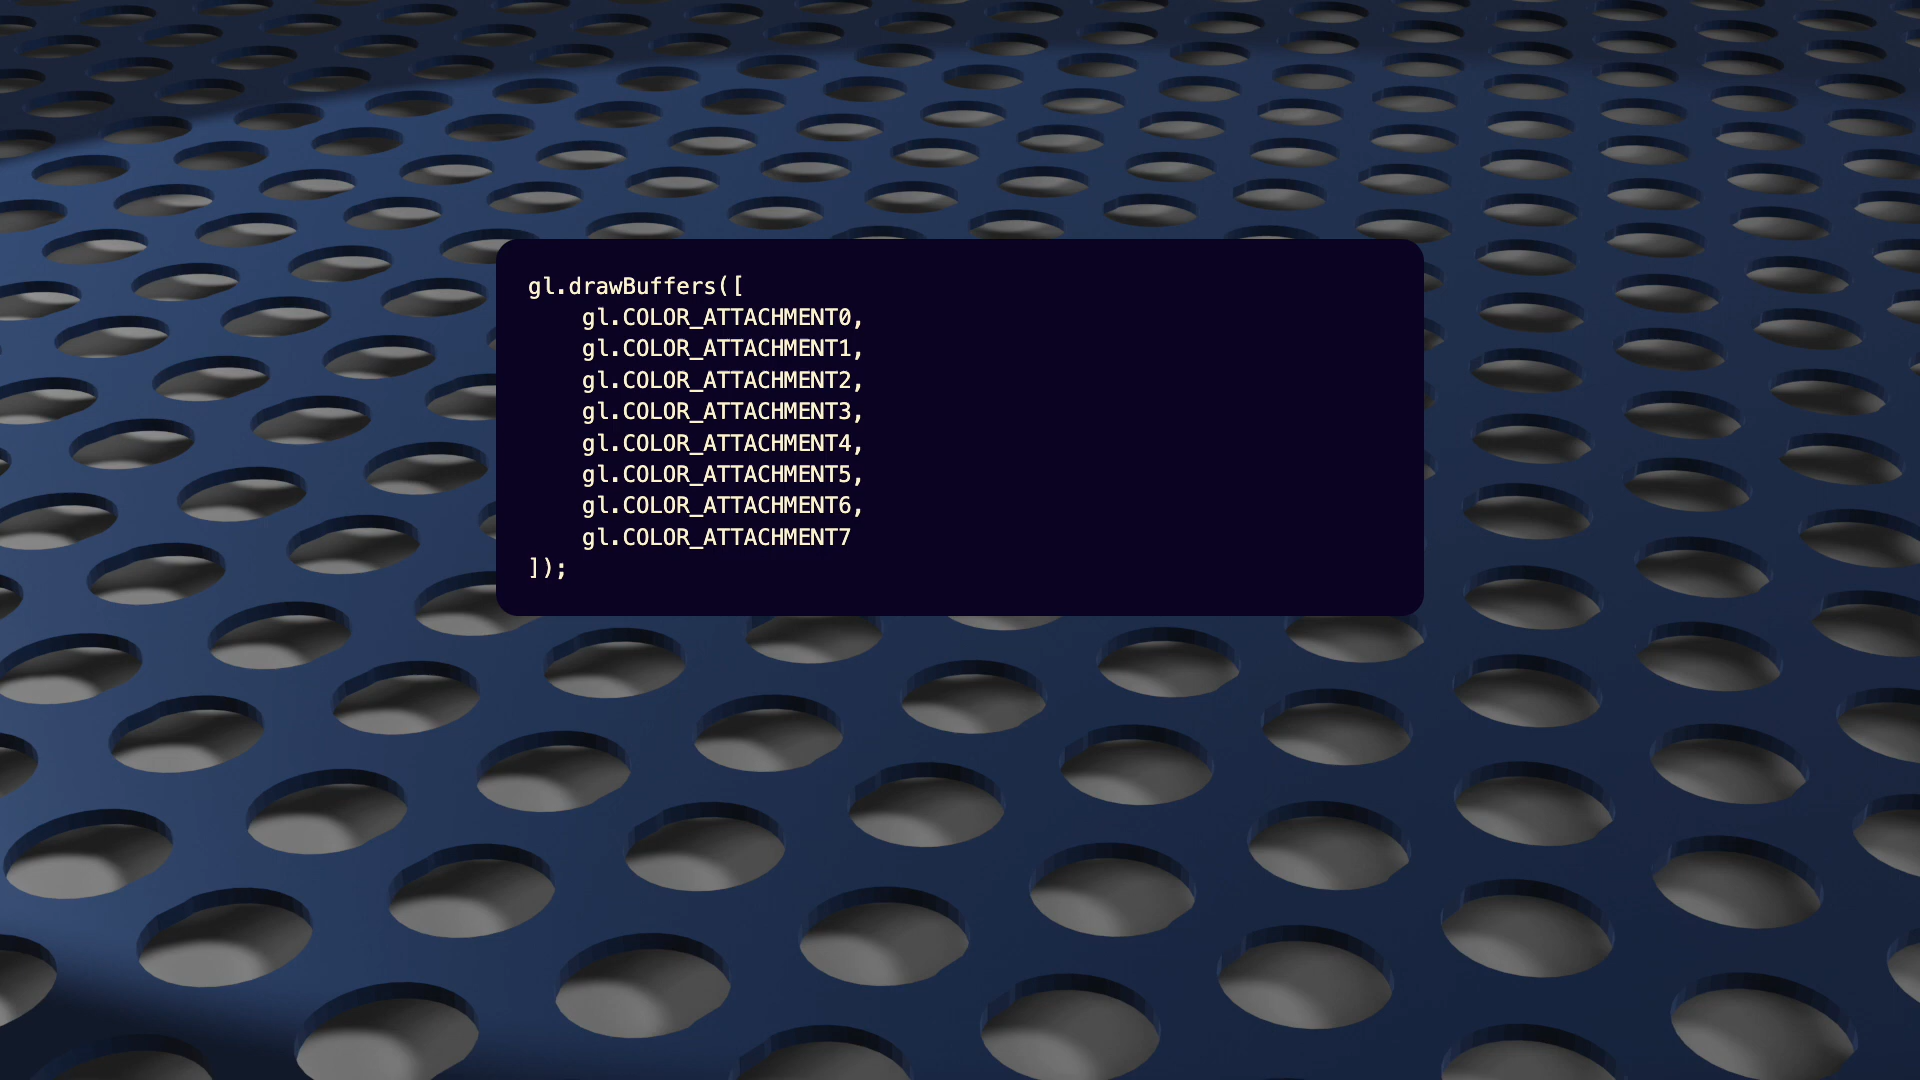 gl.drawBuffers([
    gl.COLOR_ATTACHMENT0,
    gl.COLOR_ATTACHMENT1,
    gl.COLOR_ATTACHMENT2,
    gl.COLOR_ATTACHMENT3,
    gl.COLOR_ATTACHMENT4,
    gl.COLOR_ATTACHMENT5,
    gl.COLOR_ATTACHMENT6,
    gl.COLOR_ATTACHMENT7
]);